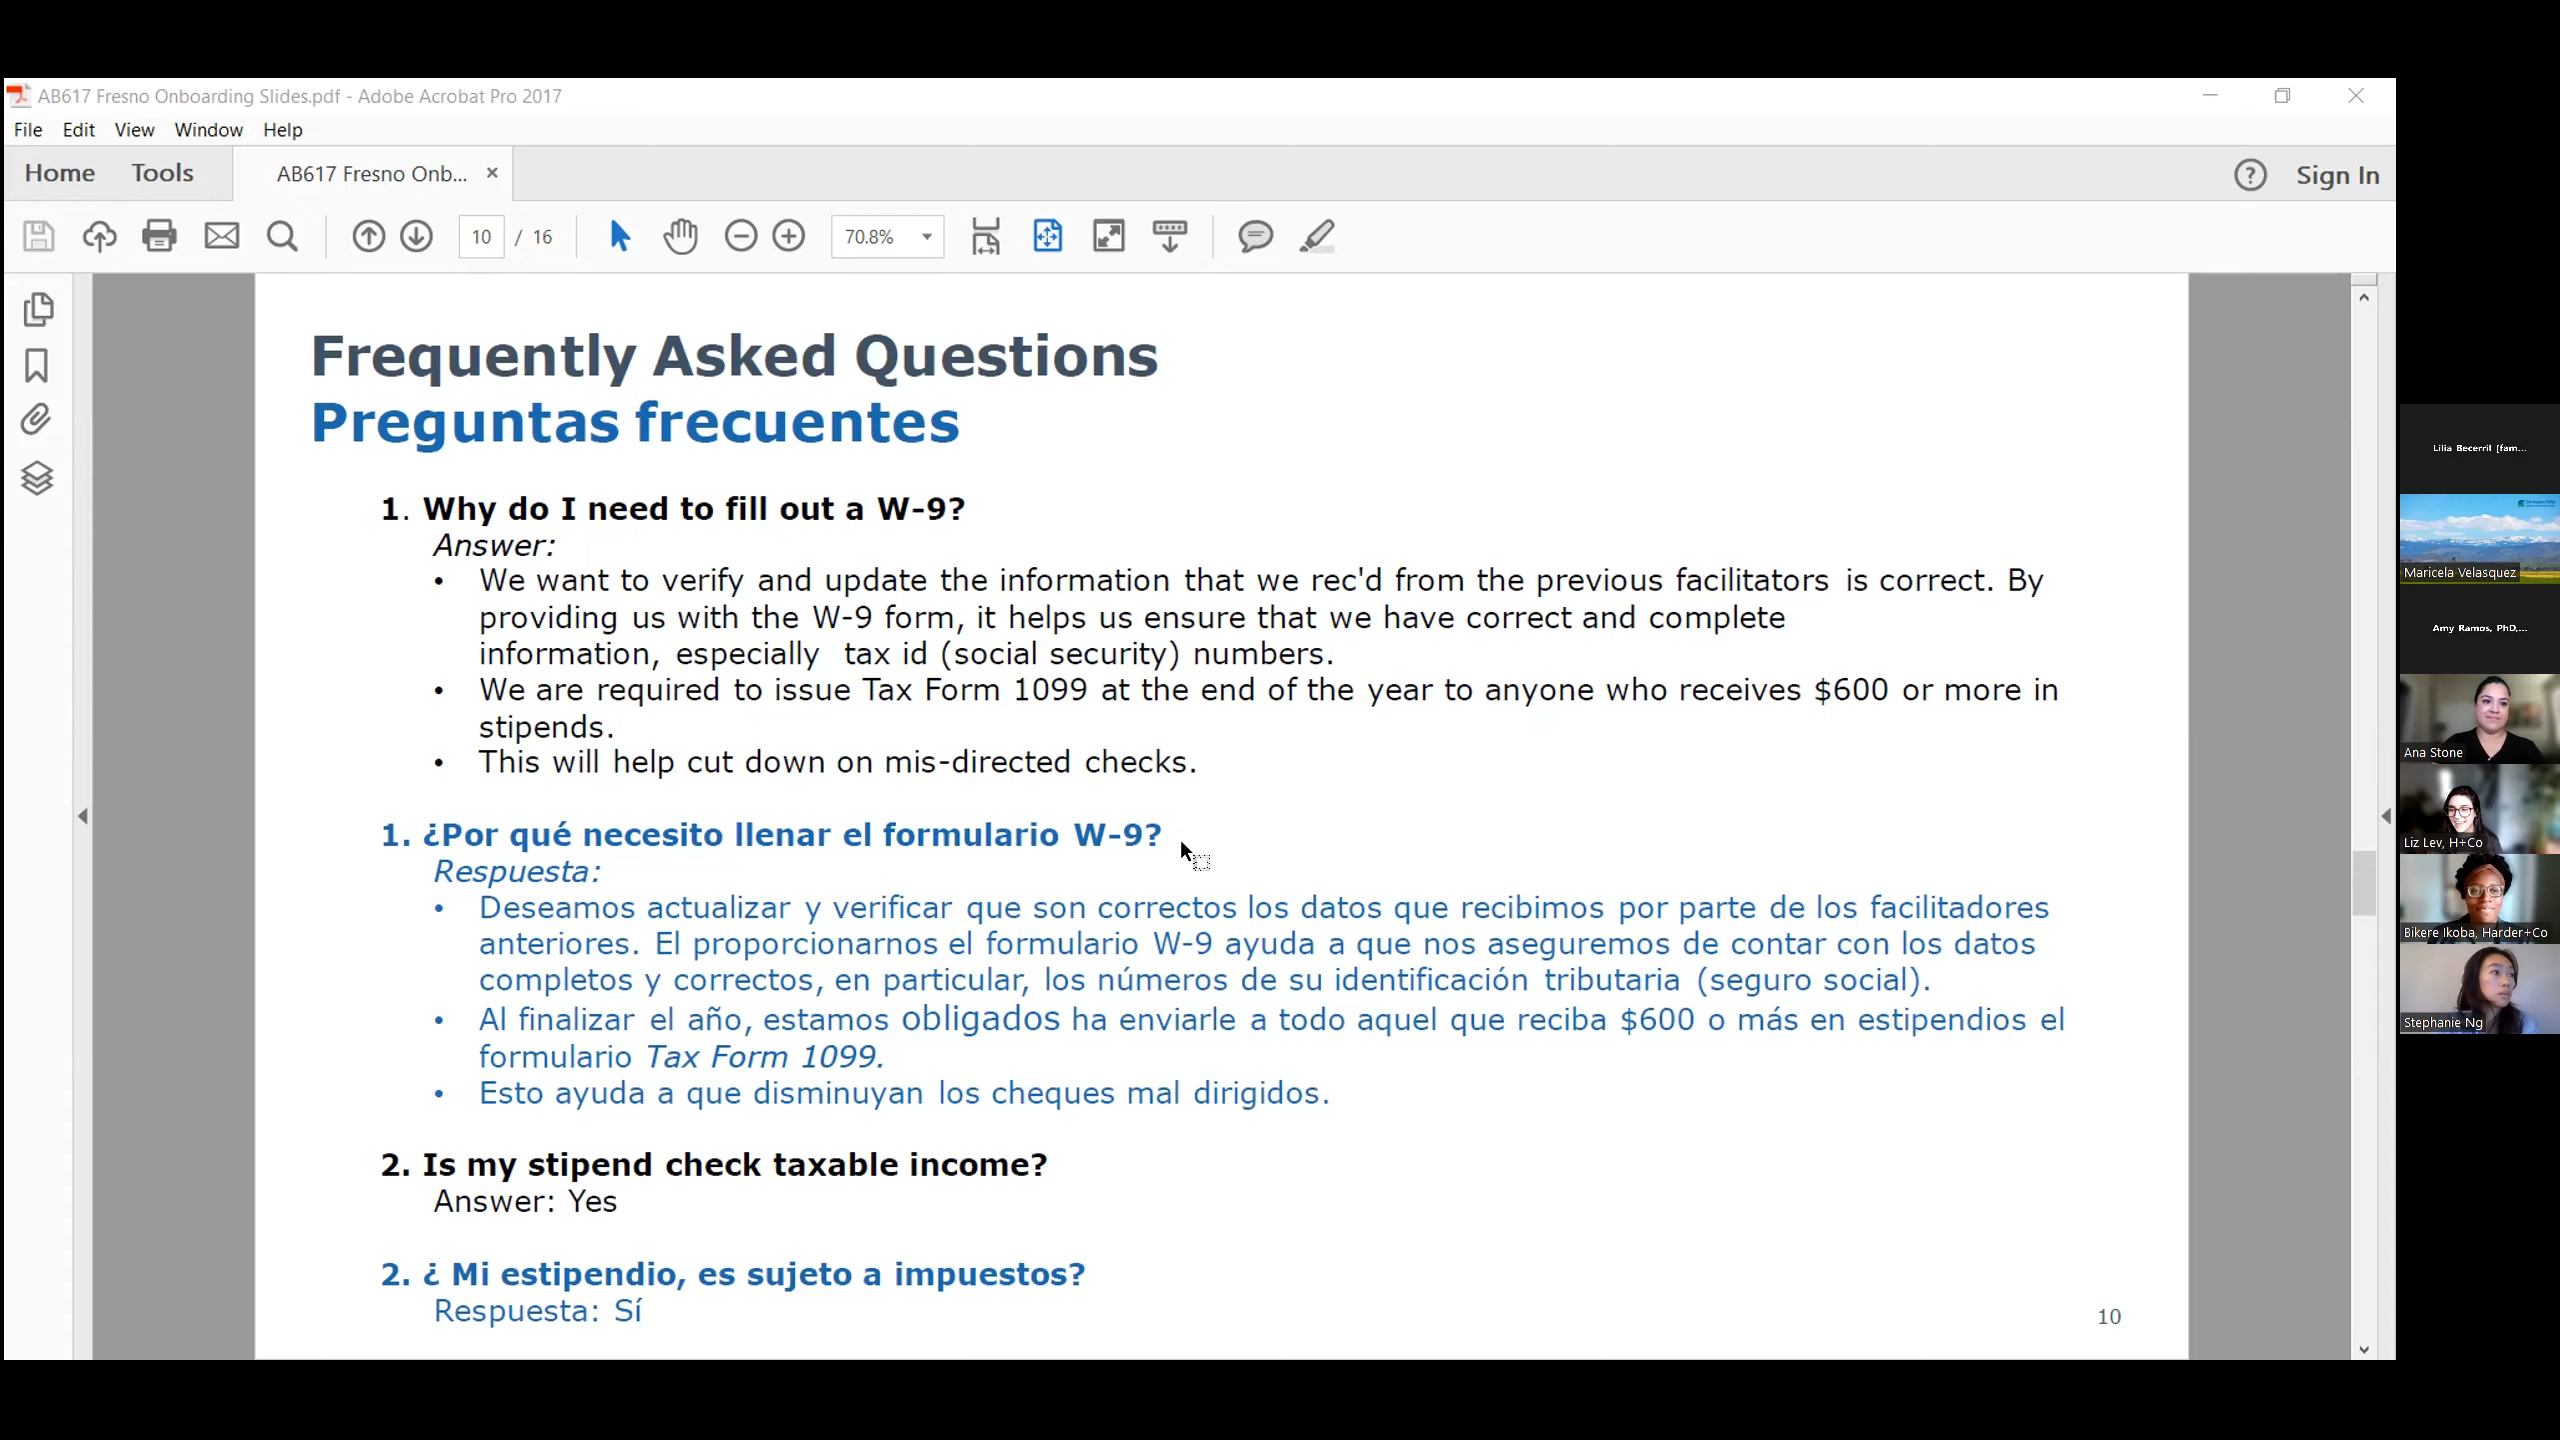 AB617 Fresno Onboarding Slides.pdf - Adobe Acrobat Pro 2017
File Edit View Window Help
Home Tools AB617 Fresno Onb... × ? Sign In
10 / 16 70.8%
Frequently Asked Questions
Preguntas frecuentes
1. Why do I need to fill out a W-9?
Answer:
• We want to verify and update the information that we rec'd from the previous facilitators is correct. By
providing us with the W-9 form, it helps us ensure that we have correct and complete
information, especially tax id (social security) numbers.
• We are required to issue Tax Form 1099 at the end of the year to anyone who receives $600 or more in
stipends.
• This will help cut down on mis-directed checks.
1. ¿Por qué necesito llenar el formulario W-9?
Respuesta:
• Deseamos actualizar y verificar que son correctos los datos que recibimos por parte de los facilitadores
anteriores. El proporcionarnos el formulario W-9 ayuda a que nos aseguremos de contar con los datos
completos y correctos, en particular, los números de su identificación tributaria (seguro social).
• Al finalizar el año, estamos obligados ha enviarle a todo aquel que reciba $600 o más en estipendios el
formulario Tax Form 1099.
• Esto ayuda a que disminuyan los cheques mal dirigidos.
2. Is my stipend check taxable income?
Answer: Yes
2. ¿ Mi estipendio, es sujeto a impuestos?
Respuesta: Sí
10
Lilia Becerril (fam...
Maricela Velasquez
Amy Ramos, PhD,...
Ana Stone
Liz Lev, H+Co
Bikere Ikoba, Harder+Co
Stephanie Ng